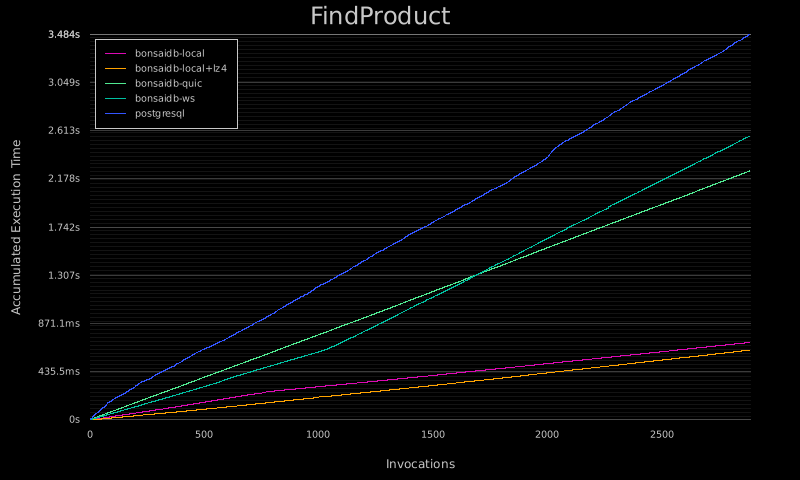 FindProduct
3.484s
3.049s
2.613s
2.178s
1.742s
1.307s
871.1ms
435.5ms
0s
Accumulated Execution Time
bonsaidb-local
bonsaidb-local+lz4
bonsaidb-quic
bonsaidb-ws
postgresql
0 500 1000 1500 2000 2500
Invocations